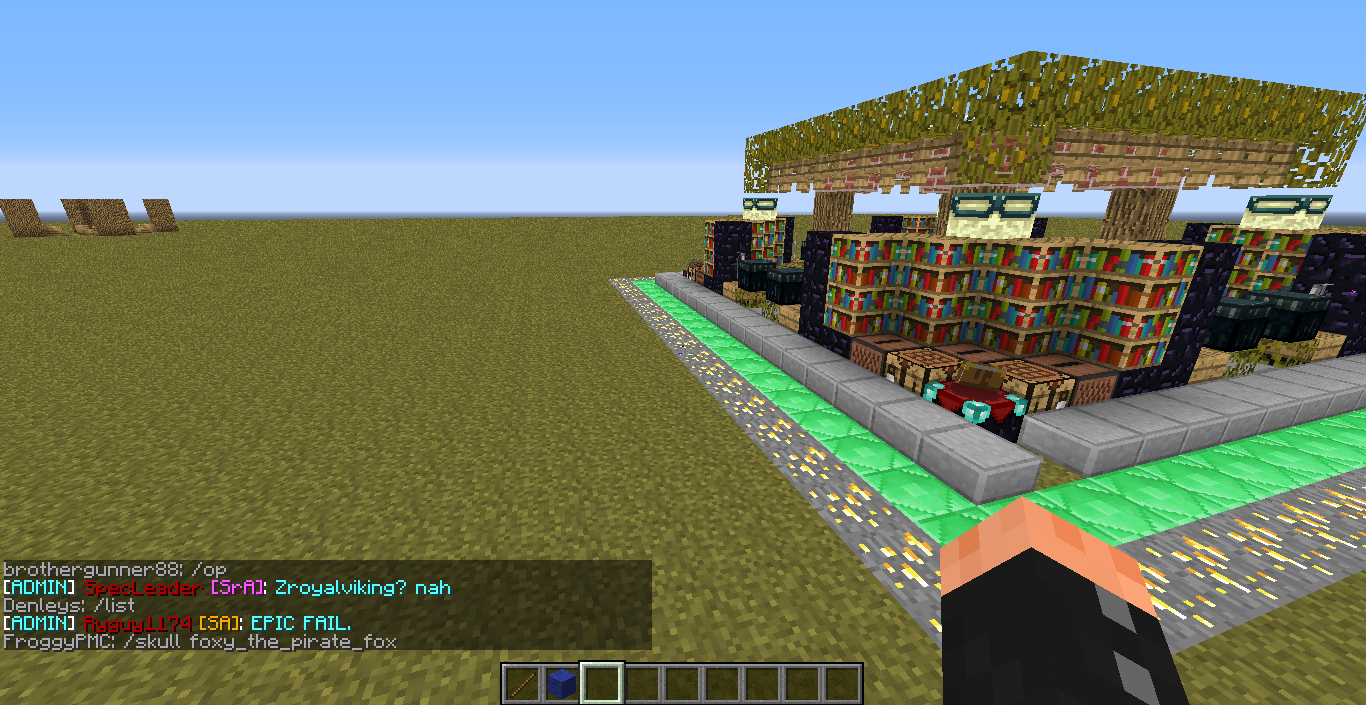 brothergunner88: /op
[ADMIN] SpecLeader [SrA]: Zroyalviking? nah
Denleys: /list
[ADMIN] Ryguy1174 [SA]: EPIC FAIL.
FroggyPMC: /skull foxy_the_pirate_fox